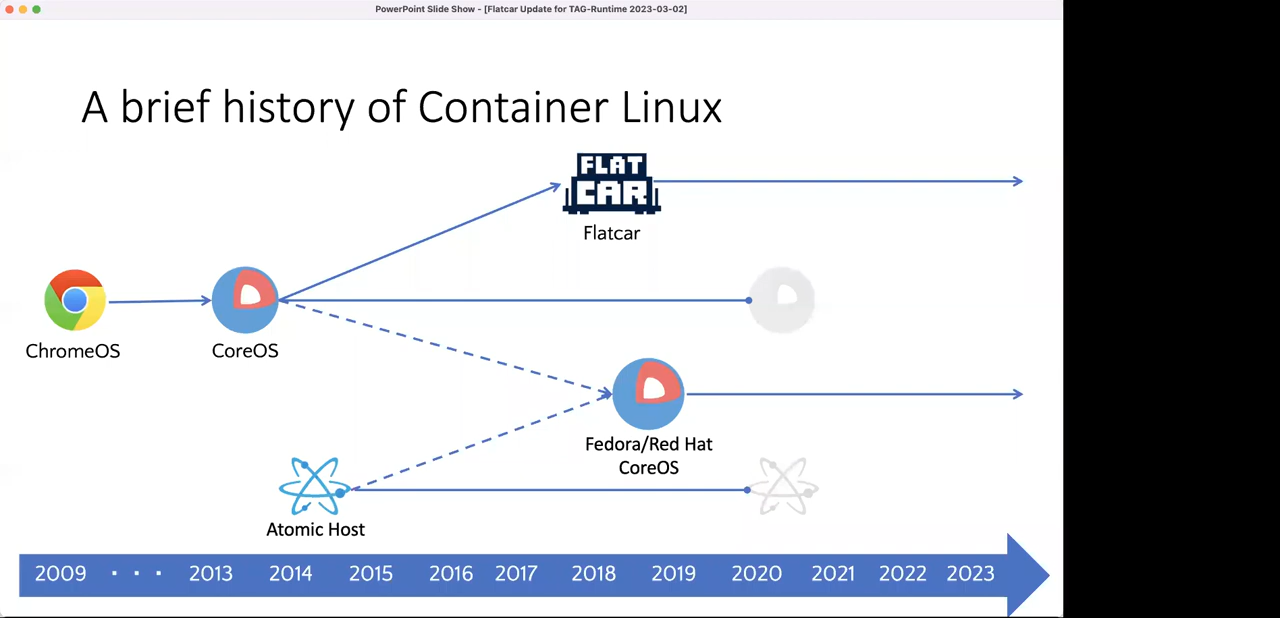 PowerPoint Slide Show - [Flatcar Update for TAG-Runtime 2023-03-02]
A brief history of Container Linux
FLAT
CAR
Flatcar
ChromeOS
CoreOS
Fedora/Red Hat
CoreOS
Atomic Host
2009 · · · 2013 2014 2015 2016 2017 2018 2019 2020 2021 2022 2023